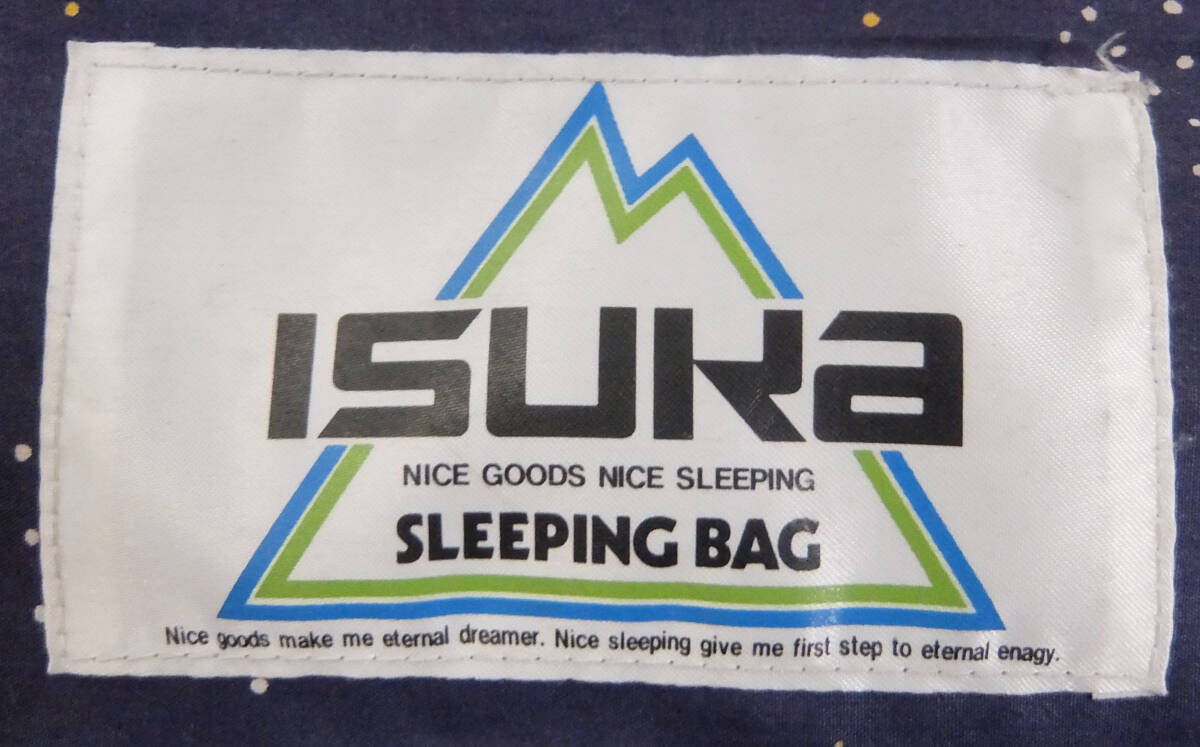 ISUKA
NICE GOODS NICE SLEEPING
SLEEPING BAG
Nice goods make me eternal dreamer. Nice sleeping give me first step to eternal enagy.